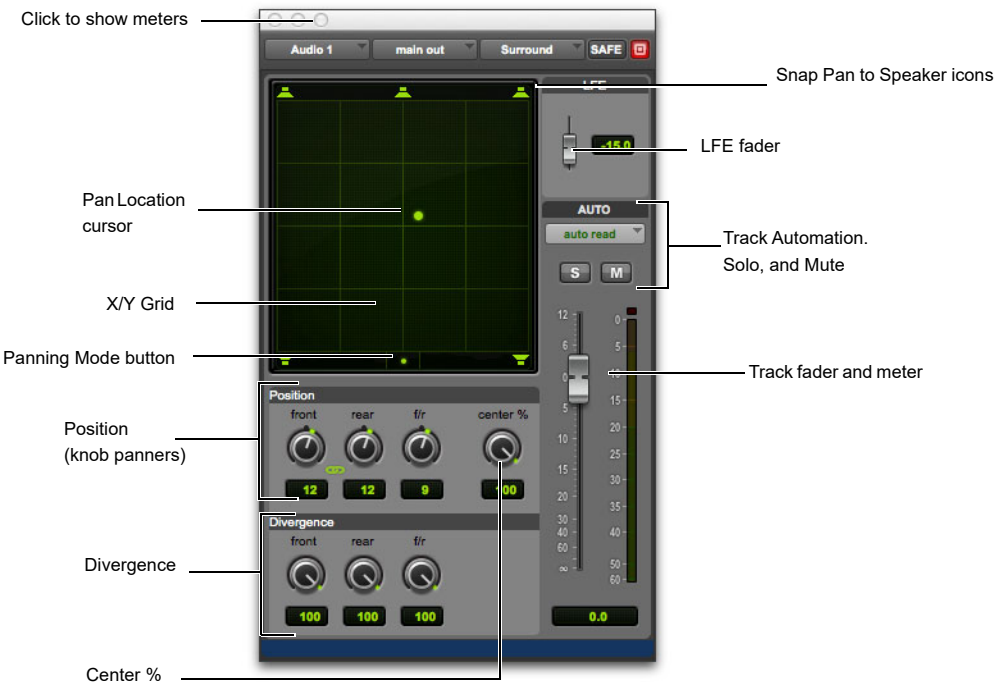 Click to show meters
Audio 1 main out Surround SAFE
Snap Pan to Speaker icons
LFE
-15.0
LFE fader
Pan Location
cursor
AUTO
auto read
S M
Track Automation.
Solo, and Mute
X/Y Grid
Panning Mode button
12
6
0
5
10
15
20
30
40
60
∞
0
5
10
15
20
25
30
35
40
50
60
0.0
Track fader and meter
Position
front rear f/r center %
12 12 9 100
Position
(knob panners)
Divergence
front rear f/r
100 100 100
Divergence
Center %